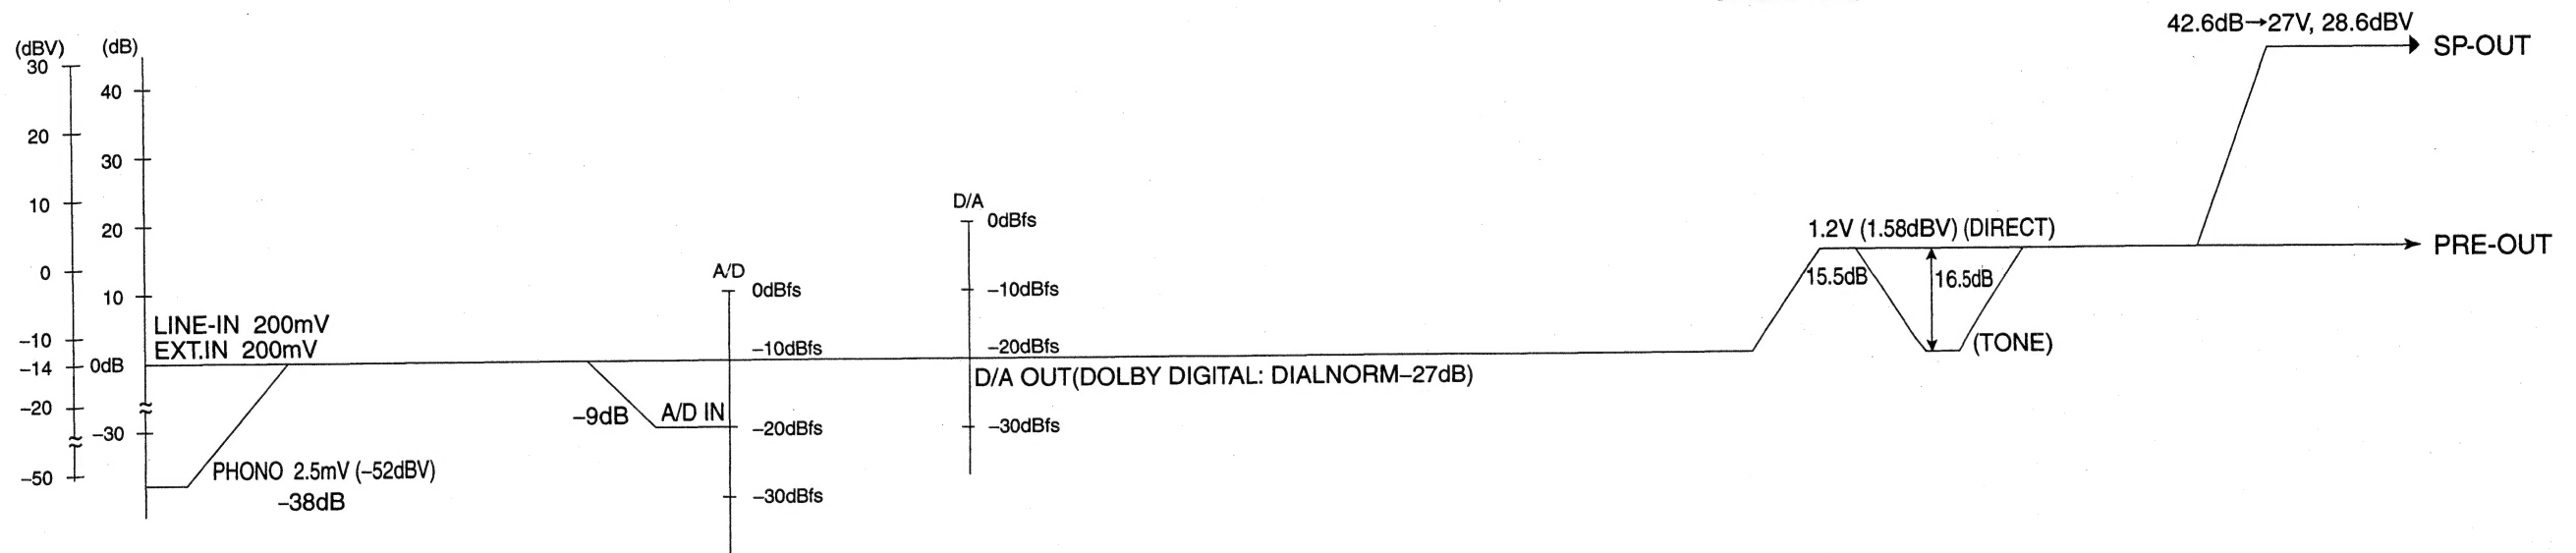 42.6dB→27V, 28.6dBV
SP-OUT
(dBV)
(dB)
30
40
20
30
10
20
0
10
-10
-14
0dB
-20
-30
-50
LINE-IN 200mV
EXT.IN 200mV
PHONO 2.5mV (-52dBV)
-38dB
-9dB
A/D IN
A/D
0dBfs
-10dBfs
-20dBfs
-30dBfs
D/A
0dBfs
-10dBfs
-20dBfs
D/A OUT(DOLBY DIGITAL: DIALNORM-27dB)
-30dBfs
1.2V (1.58dBV) (DIRECT)
15.5dB
16.5dB
(TONE)
PRE-OUT